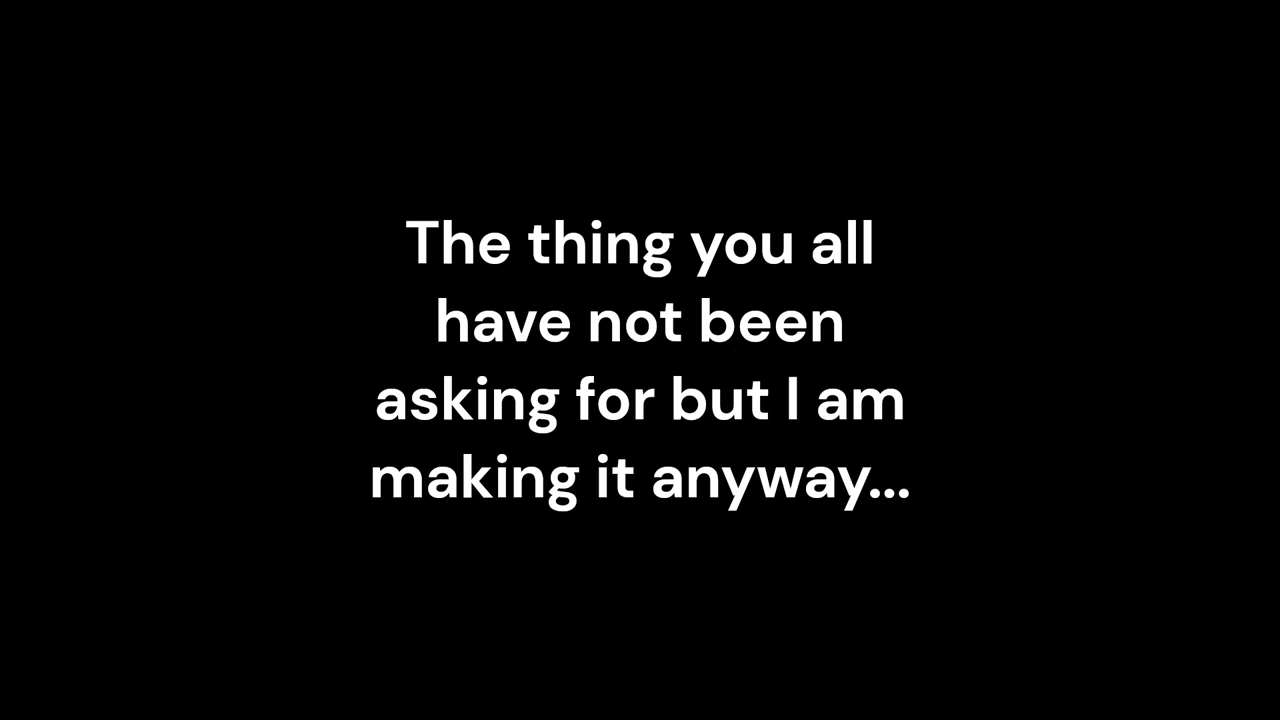 The thing you all
have not been
asking for but I am
making it anyway...